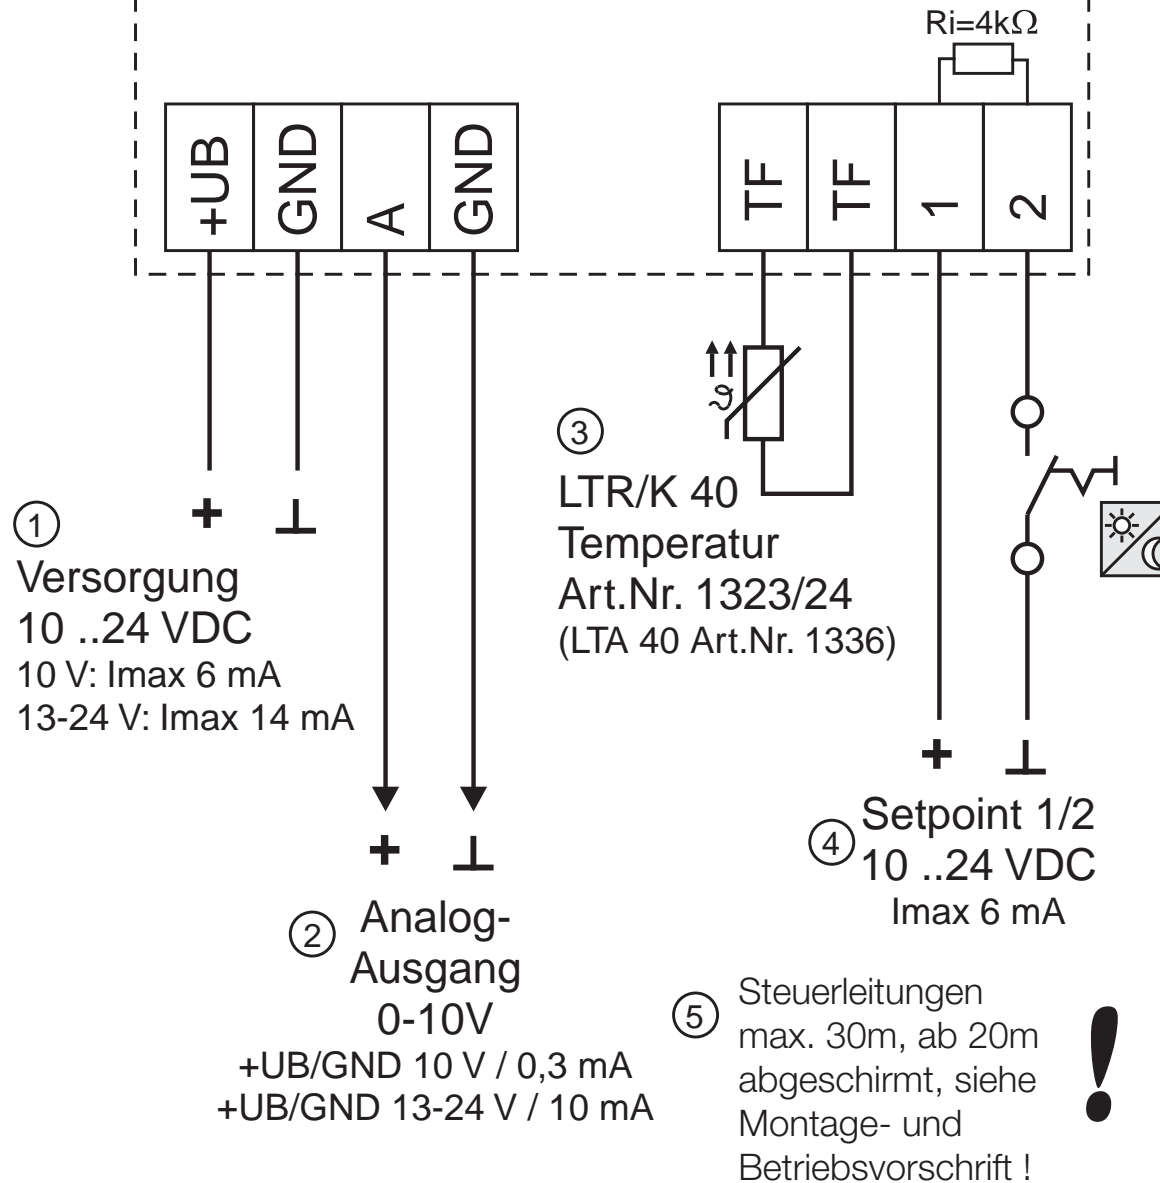 Ri=4kΩ
+UB GND A GND TF TF 1 2
ϑ
+ ⊥
1
Versorgung
10 ..24 VDC
10 V: Imax 6 mA
13-24 V: Imax 14 mA
+ ⊥
2
Analog-
Ausgang
0-10V
+UB/GND 10 V / 0,3 mA
+UB/GND 13-24 V / 10 mA
3
LTR/K 40
Temperatur
Art.Nr. 1323/24
(LTA 40 Art.Nr. 1336)
+ ⊥
4
Setpoint 1/2
10 ..24 VDC
Imax 6 mA
5
Steuerleitungen
max. 30m, ab 20m
abgeschirmt, siehe
Montage- und
Betriebsvorschrift !
!